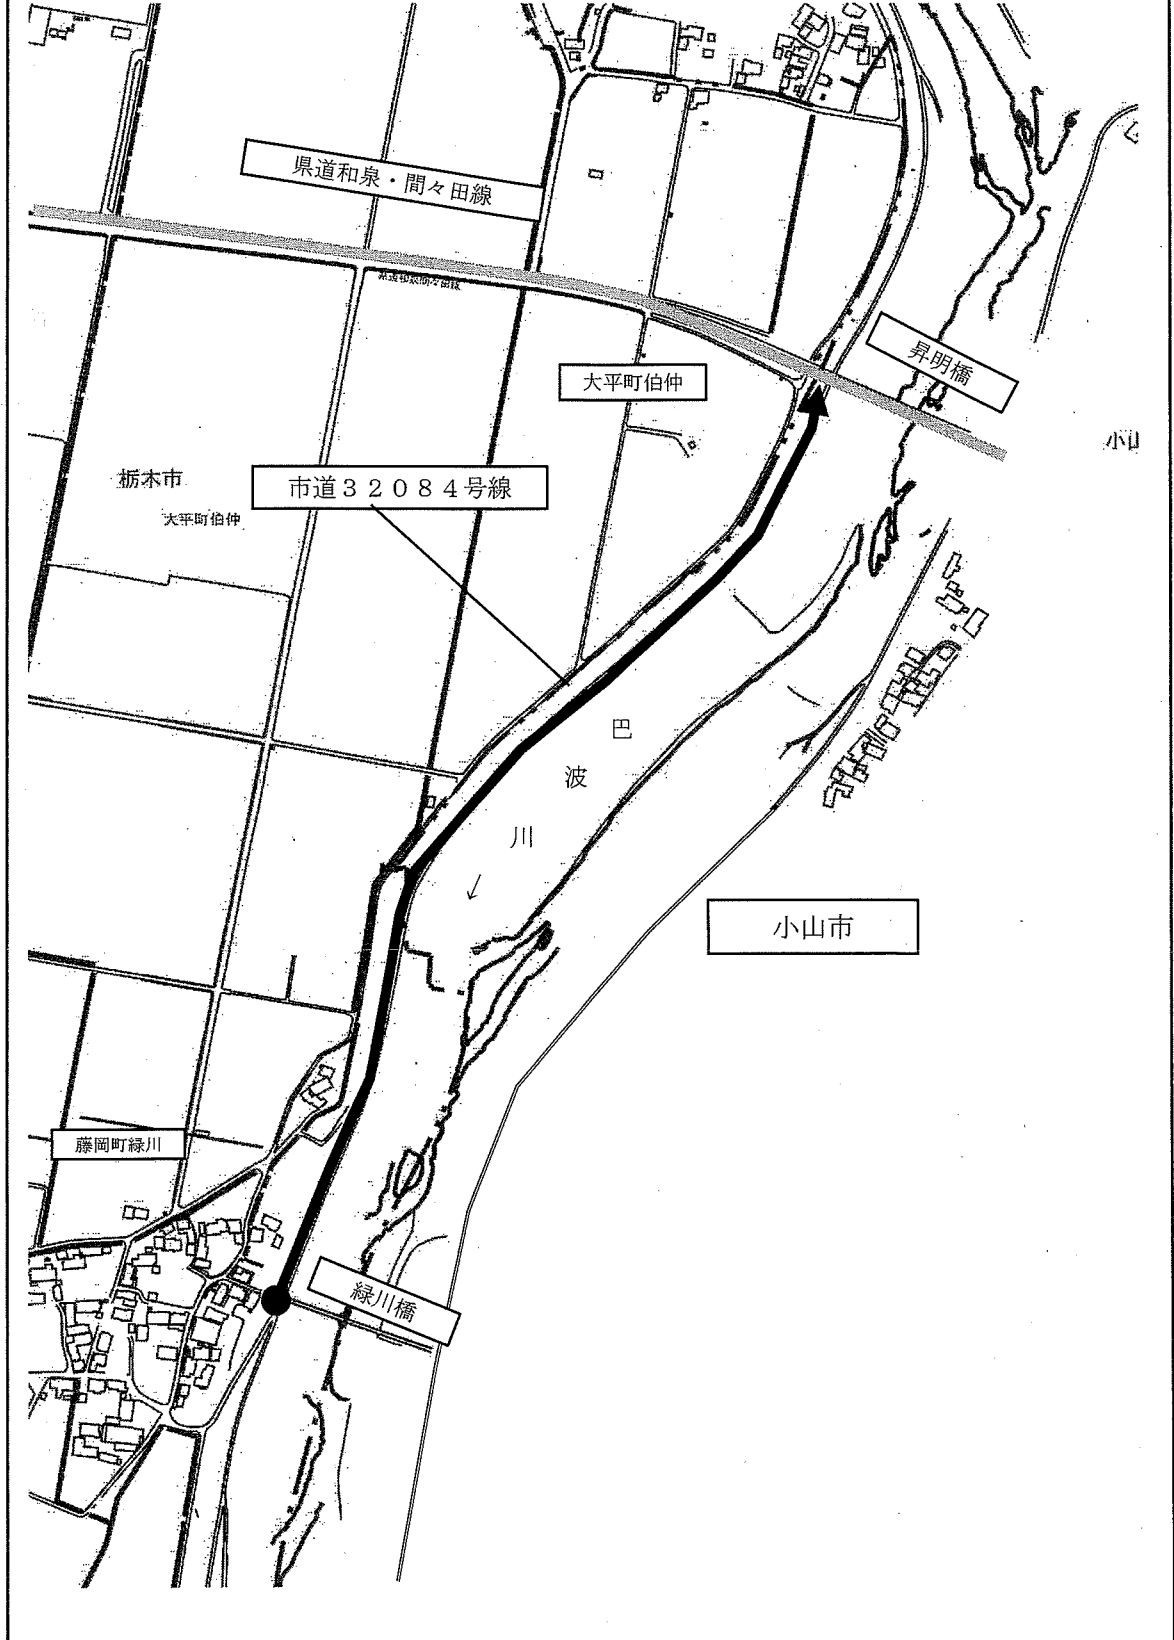 県道和泉・間々田線
県道和泉間々田線
昇明橋
大平町伯仲
小山
栃木市
市道３２０８４号線
大平町伯仲
巴
波
川
小山市
藤岡町緑川
緑川橋